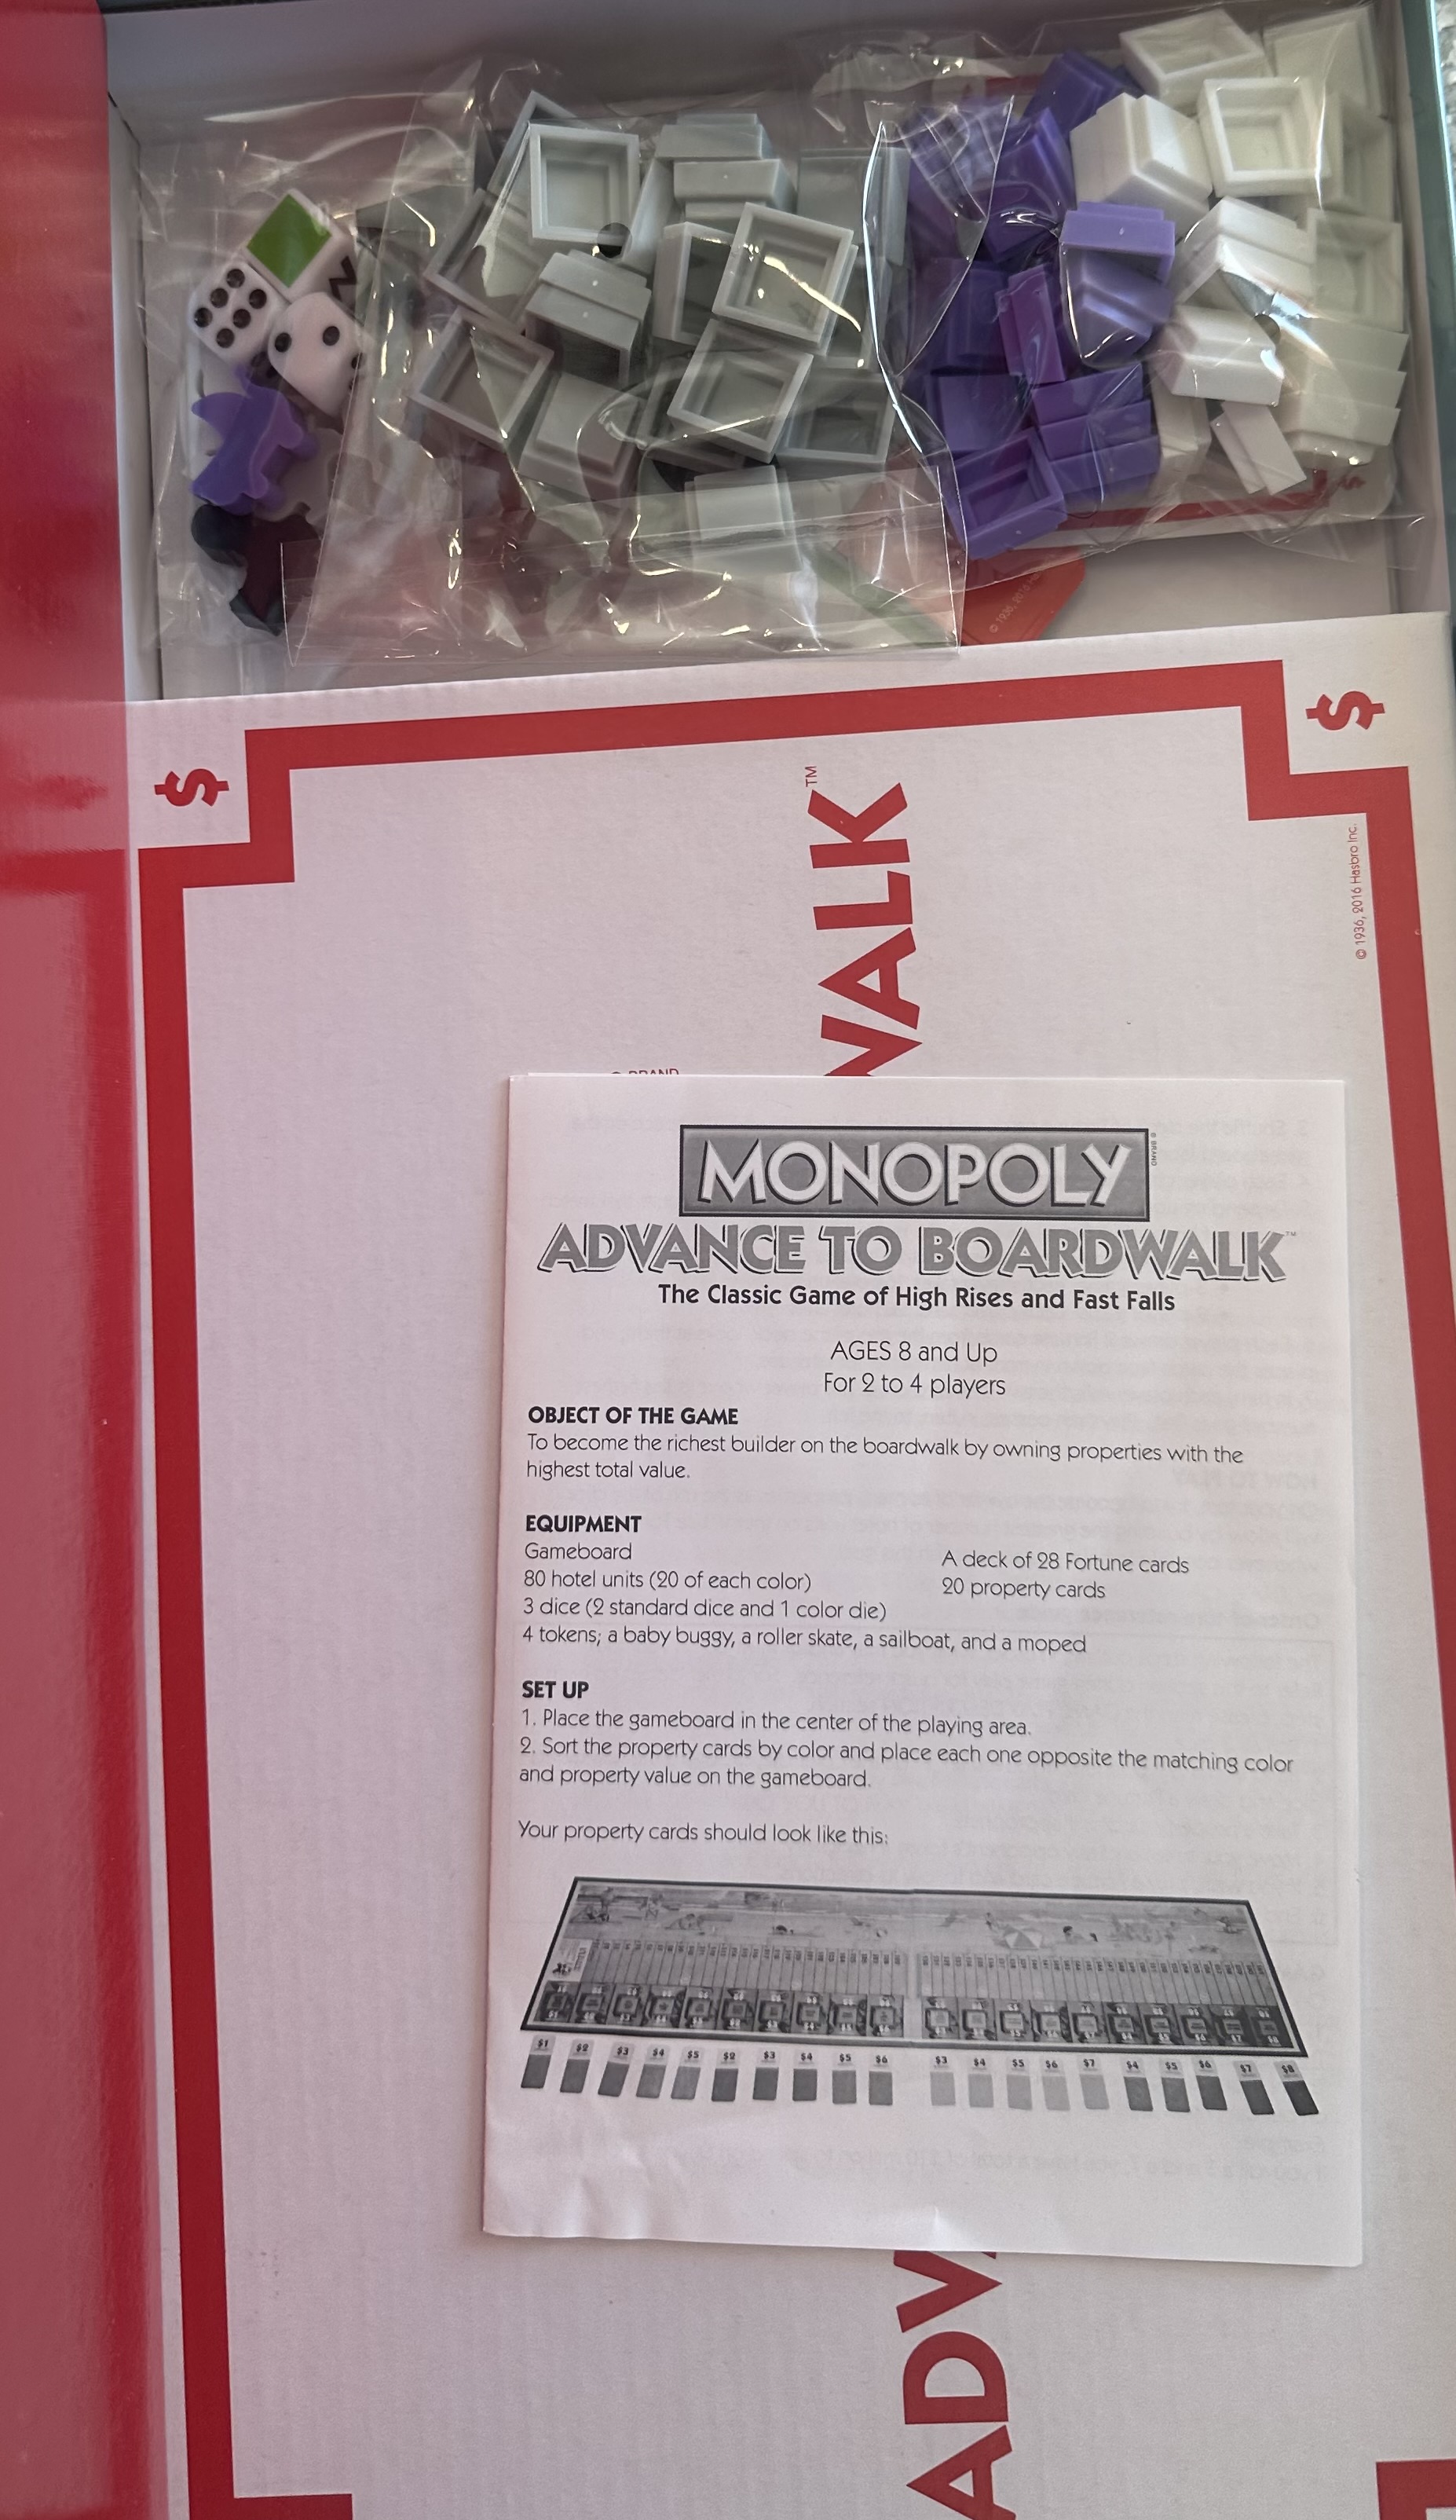 $
$
WALK™
© 1936, 2016 Hasbro Inc.
© 1936, 2016
® BRAND
MONOPOLY
® BRAND
ADVANCE TO BOARDWALK™
The Classic Game of High Rises and Fast Falls
AGES 8 and Up
For 2 to 4 players
OBJECT OF THE GAME
To become the richest builder on the boardwalk by owning properties with the
highest total value.
EQUIPMENT
Gameboard
80 hotel units (20 of each color)
3 dice (2 standard dice and 1 color die)
4 tokens; a baby buggy, a roller skate, a sailboat, and a moped
A deck of 28 Fortune cards
20 property cards
SET UP
1. Place the gameboard in the center of the playing area.
2. Sort the property cards by color and place each one opposite the matching color
and property value on the gameboard.
Your property cards should look like this:
$1 $2 $3 $4 $5 $2 $3 $4 $5 $6 $3 $4 $5 $6 $7 $4 $5 $6 $7 $8
ADV